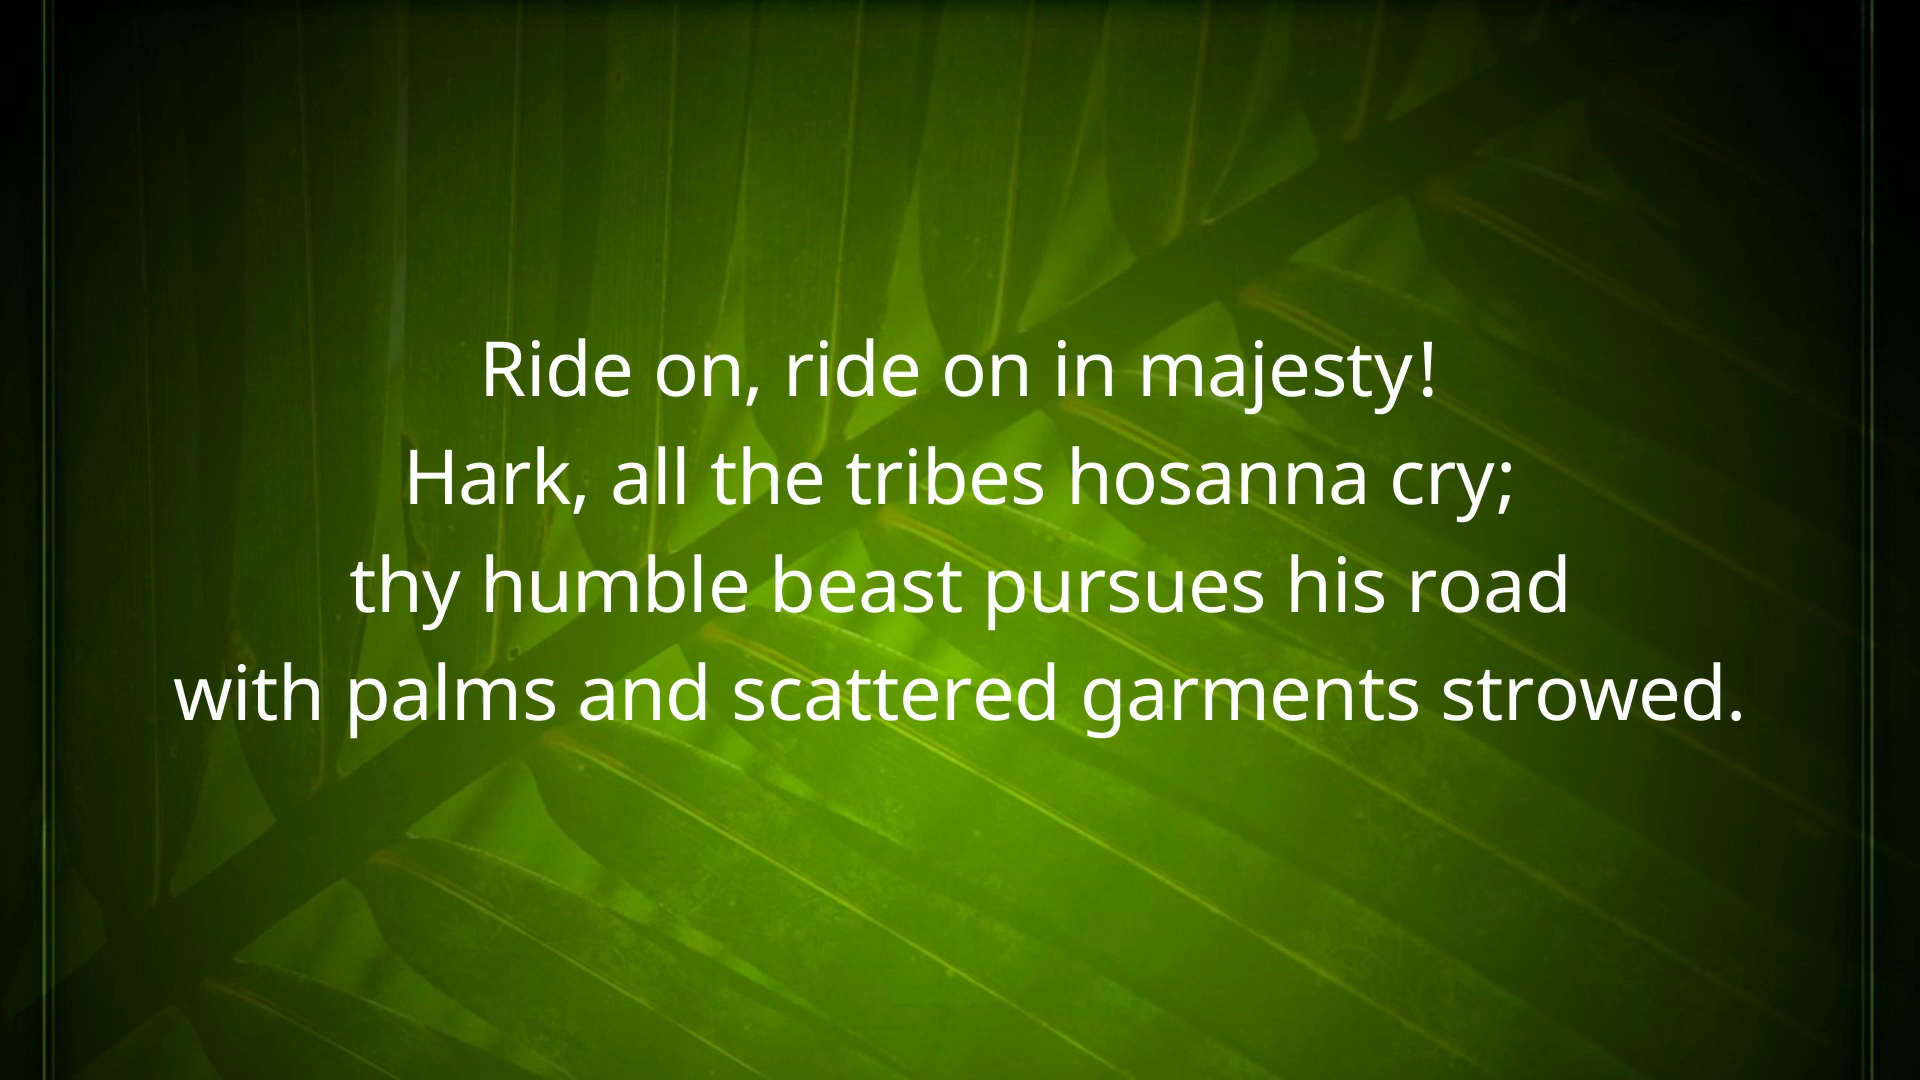 Ride on, ride on in majesty!
Hark, all the tribes hosanna cry;
thy humble beast pursues his road
with palms and scattered garments strowed.